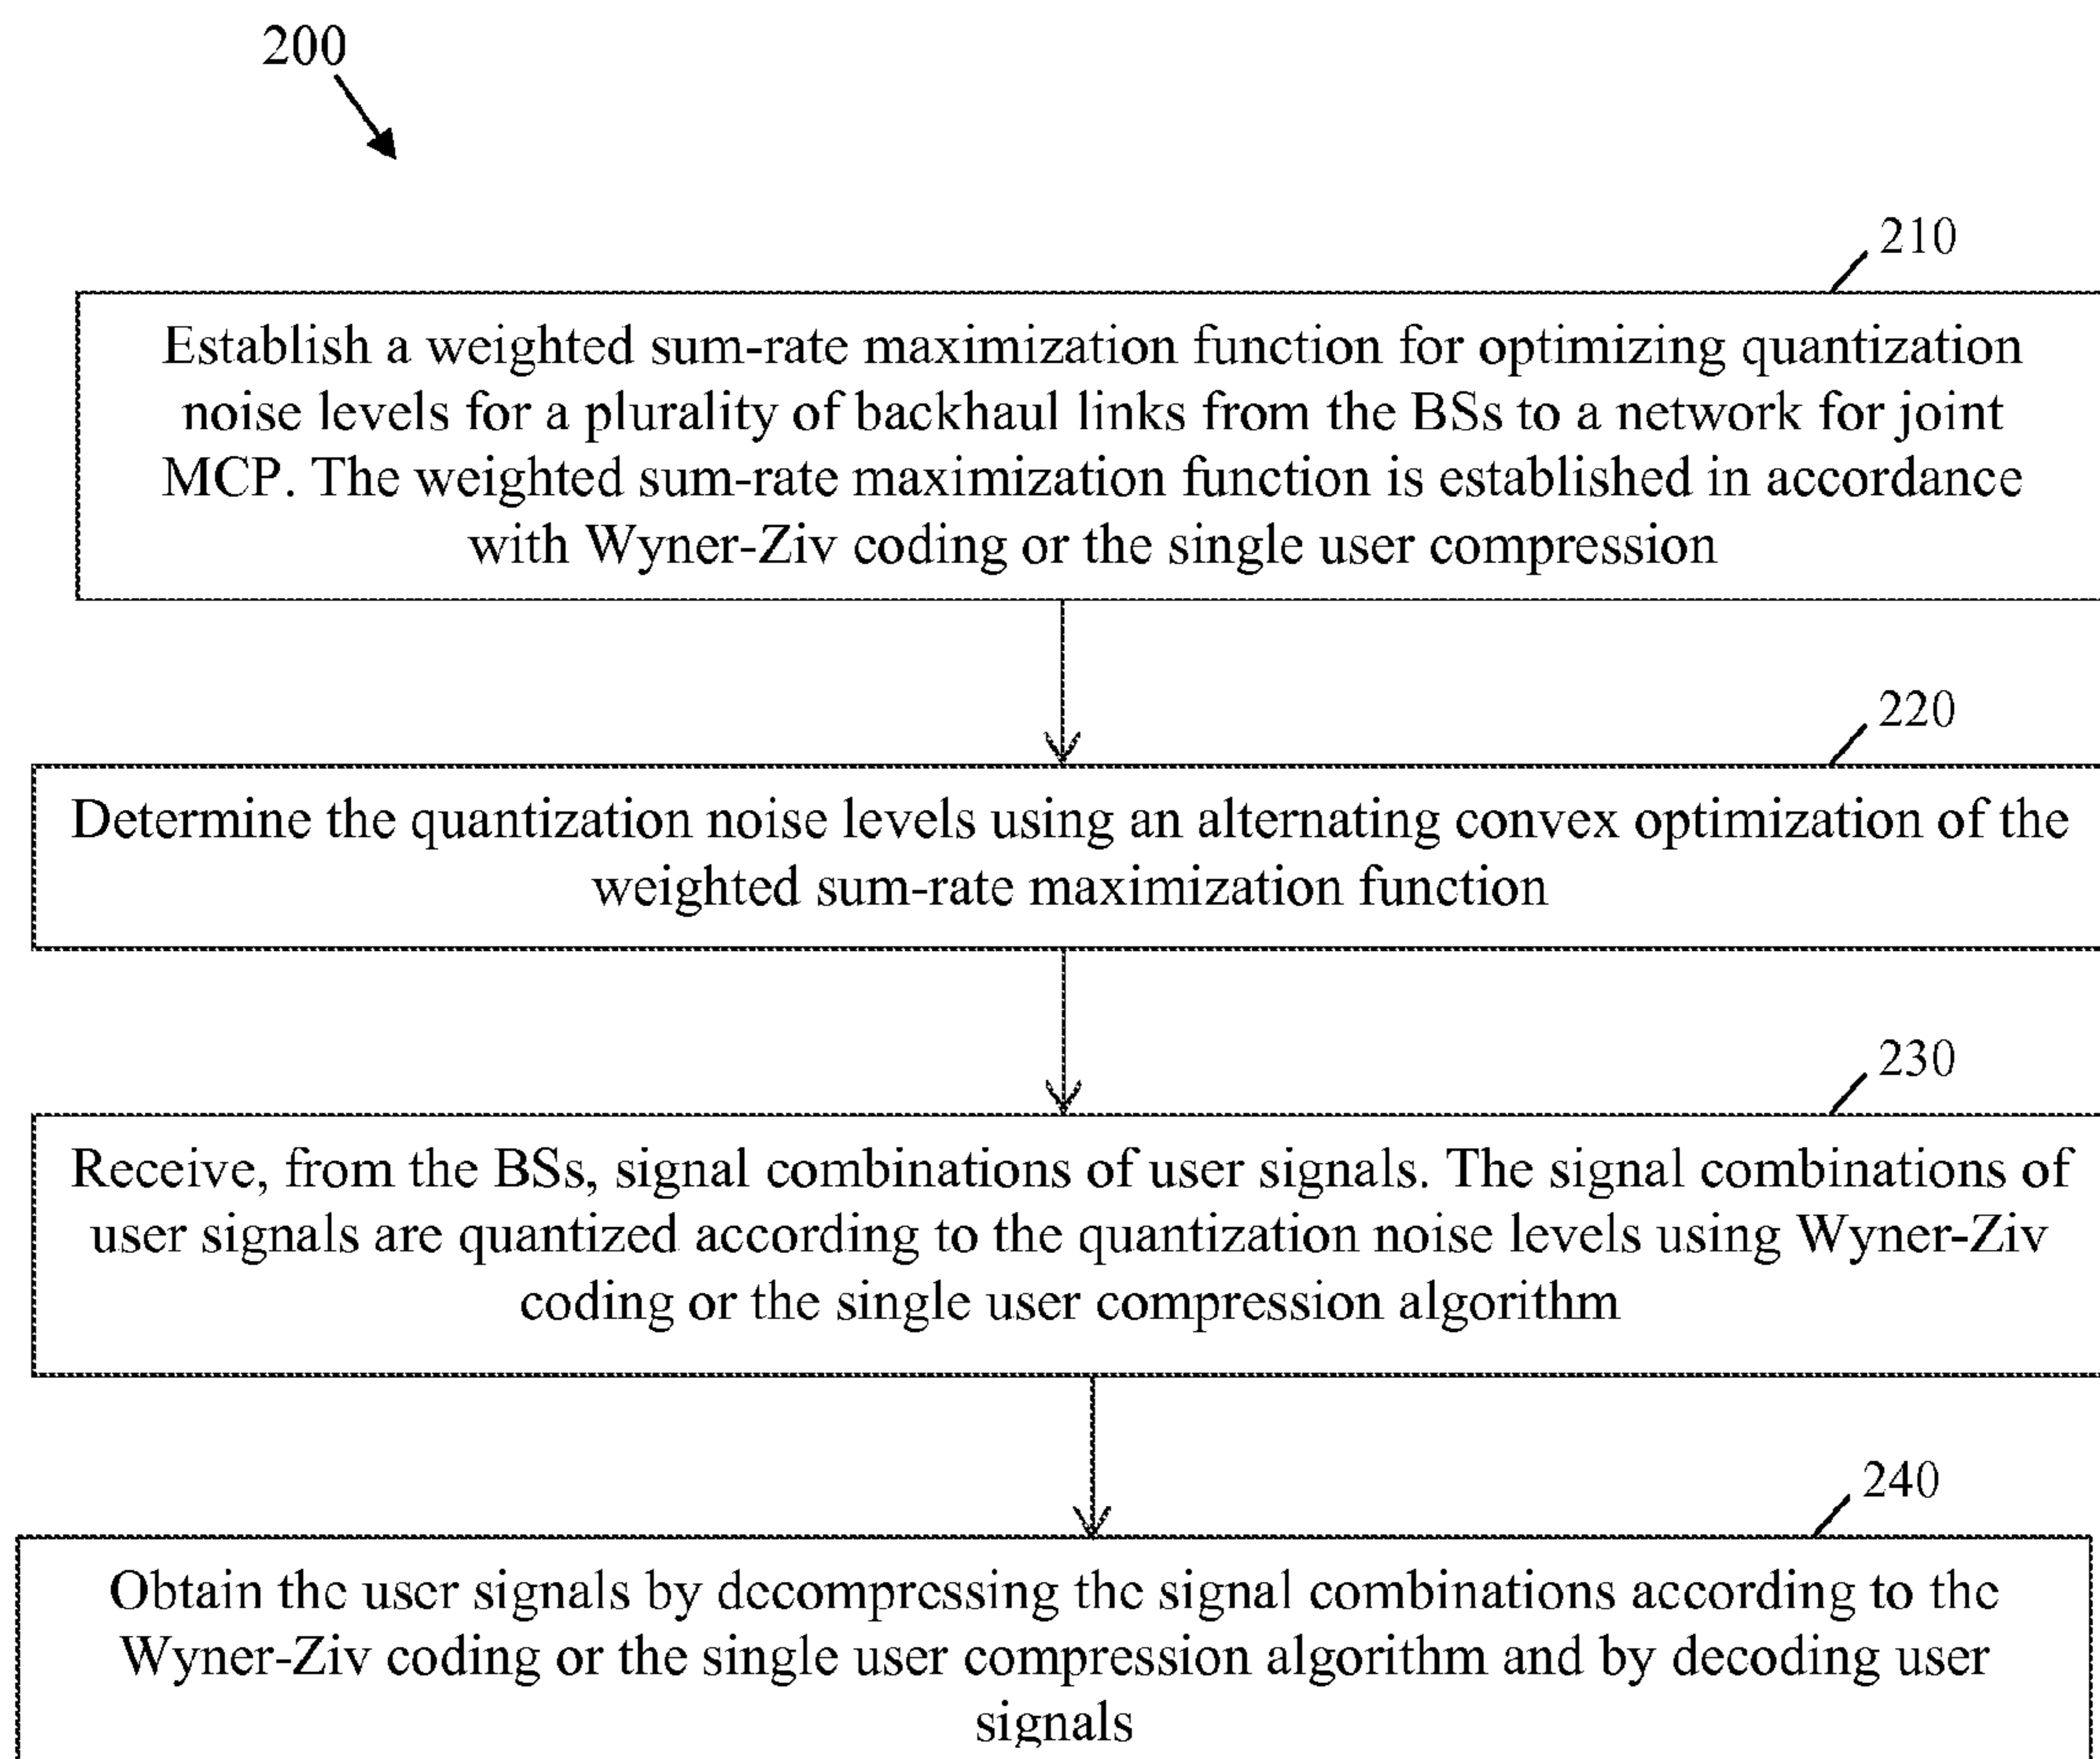 200
210
Establish a weighted sum-rate maximization function for optimizing quantization
noise levels for a plurality of backhaul links from the BSs to a network for joint
MCP. The weighted sum-rate maximization function is established in accordance
with Wyner-Ziv coding or the single user compression
220
Determine the quantization noise levels using an alternating convex optimization of the
weighted sum-rate maximization function
230
Receive, from the BSs, signal combinations of user signals. The signal combinations of
user signals are quantized according to the quantization noise levels using Wyner-Ziv
coding or the single user compression algorithm
240
Obtain the user signals by decompressing the signal combinations according to the
Wyner-Ziv coding or the single user compression algorithm and by decoding user
signals